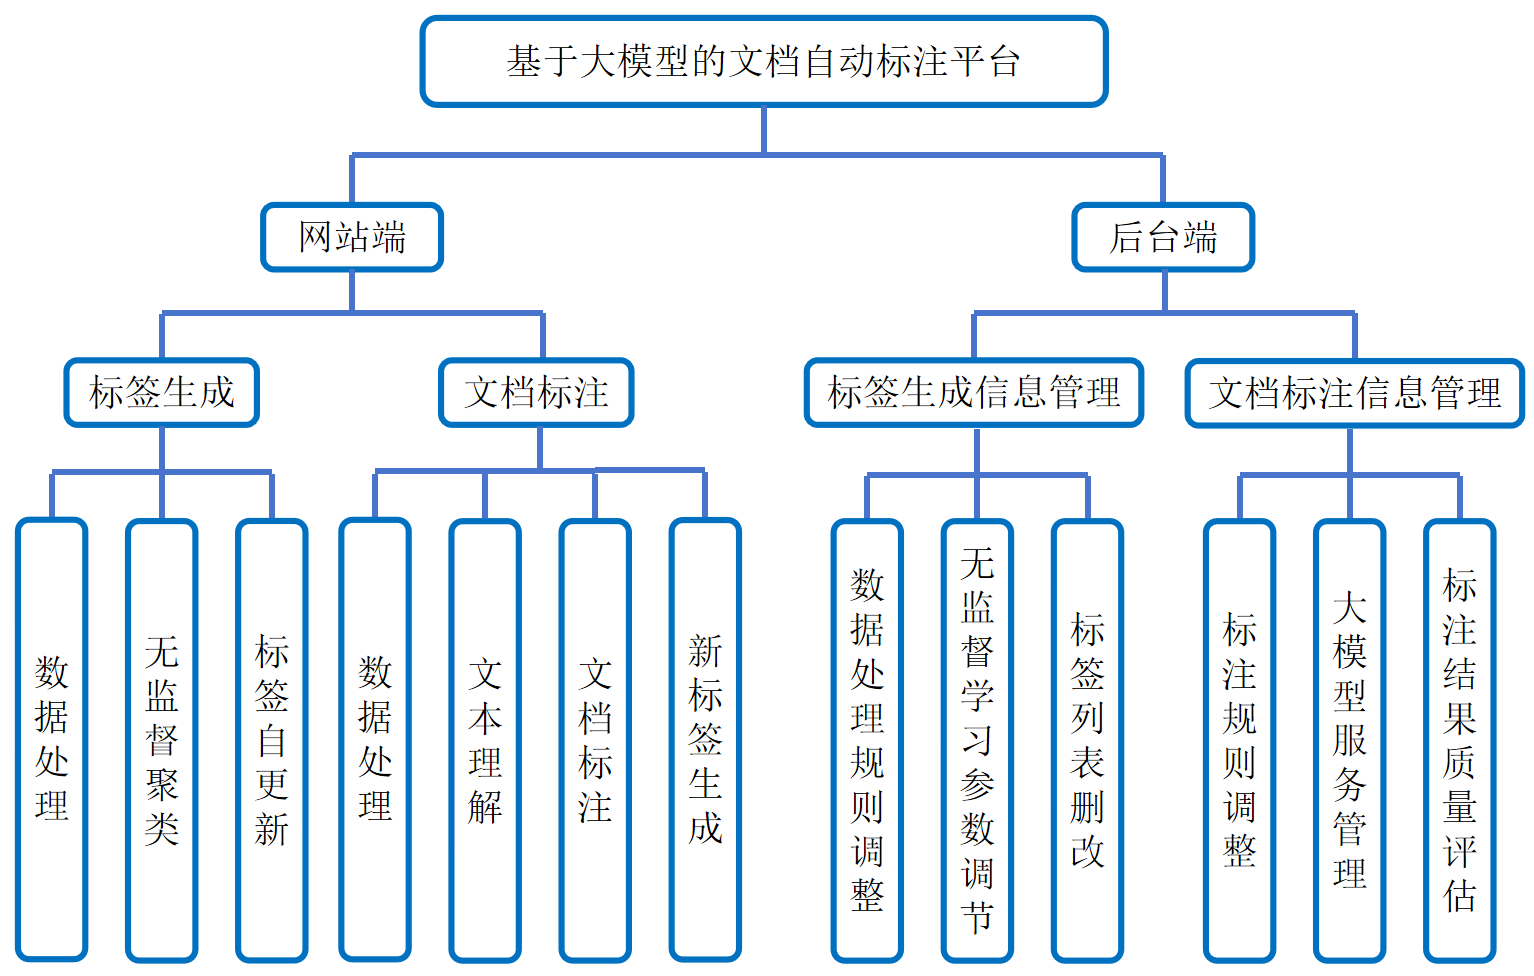 基于大模型的文档自动标注平台
网站端
后台端
标签生成
文档标注
标签生成信息管理
文档标注信息管理
数据处理
无监督聚类
标签自更新
数据处理
文本理解
文档标注
新标签生成
数据处理规则调整
无监督学习参数调节
标签列表删改
标注规则调整
大模型服务管理
标注结果质量评估